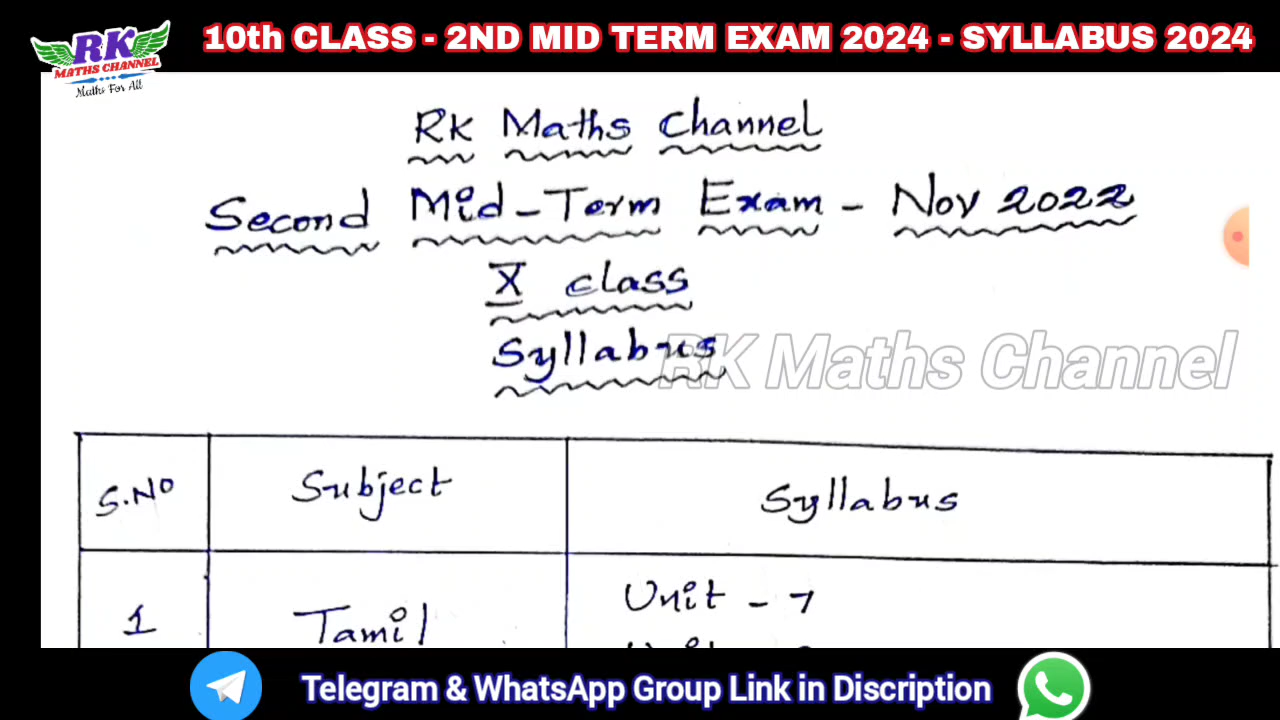 RK
MATHS CHANNEL
Maths For All
10th CLASS - 2ND MID TERM EXAM 2024 - SYLLABUS 2024
RK Maths Channel
Second Mid-Term Exam - Nov 2022
X class
Syllabus
RK Maths Channel
S.No Subject Syllabus
1 Tamil Unit - 7
Telegram & WhatsApp Group Link in Discription